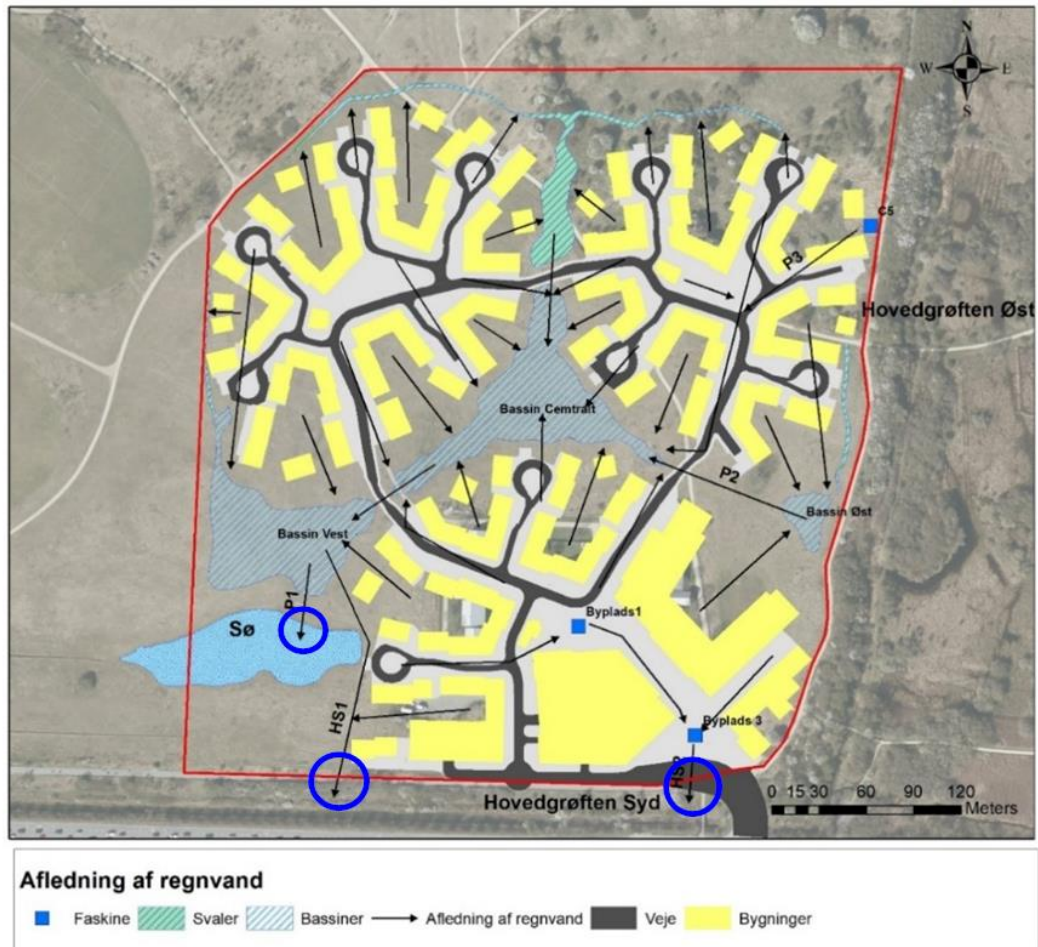 N
W E
S
C5
P3
Hovedgrøften Øst
Bassin Cemtralt
P2
Bassin Øst
Bassin Vest
P1
Byplads1
Sø
HS1
Byplads 3
HS2
Hovedgrøften Syd
0 15 30 60 90 120
Meters
Afledning af regnvand
Faskine Svaler Bassiner Afledning af regnvand Veje Bygninger